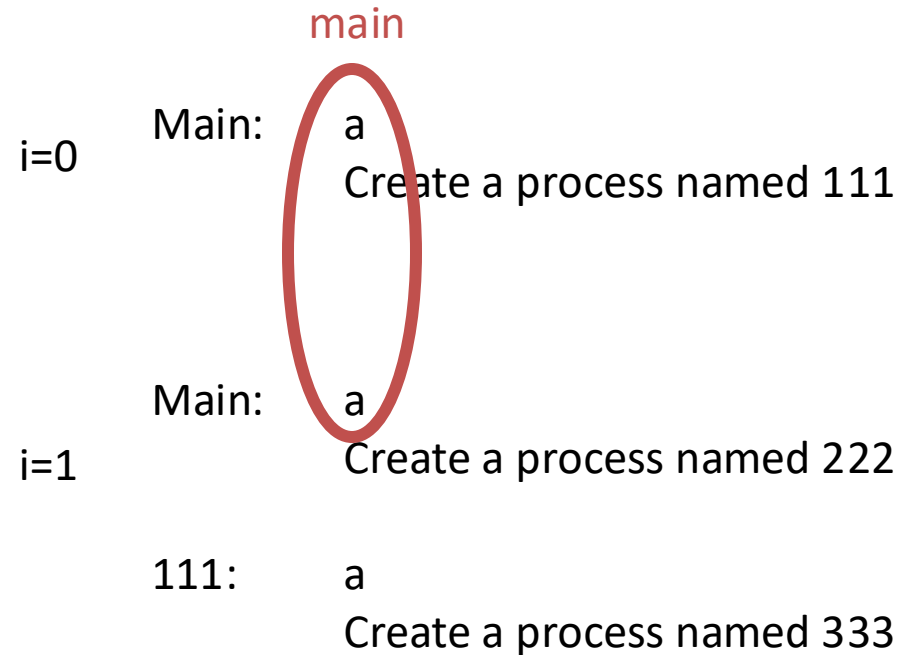 main
i=0
Main: a
Create a process named 111
Main: a
i=1
Create a process named 222
111: a
Create a process named 333